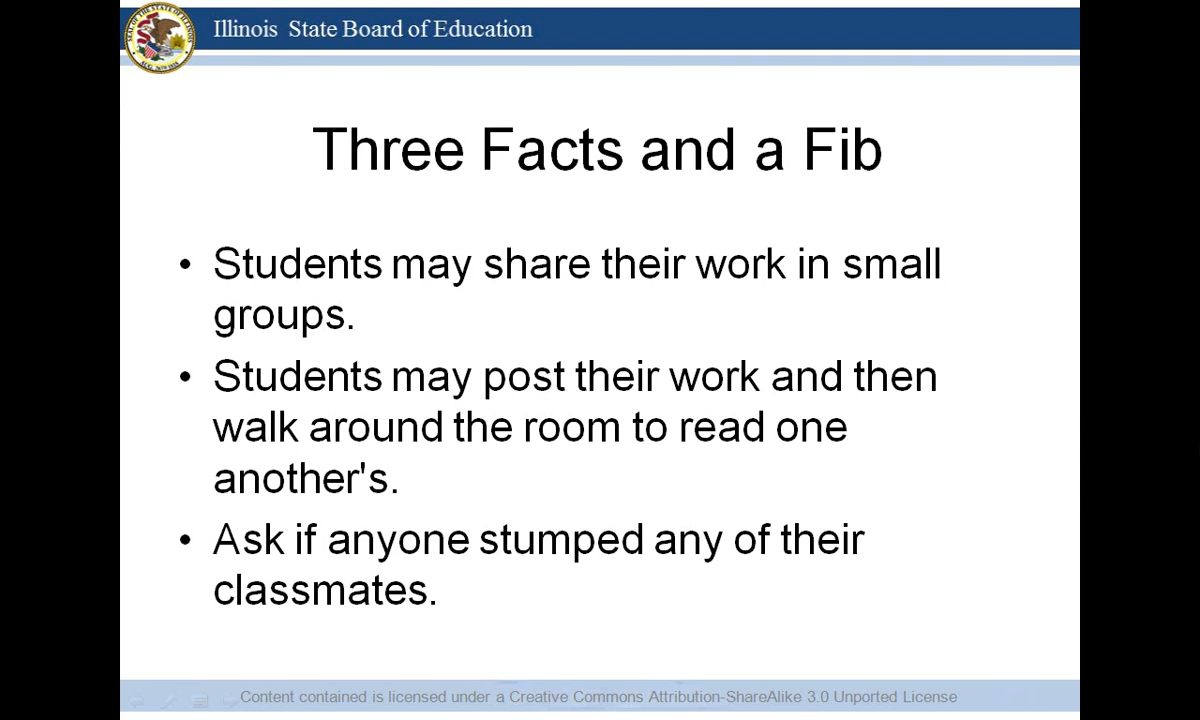 Illinois State Board of Education
Three Facts and a Fib
• Students may share their work in small
groups.
• Students may post their work and then
walk around the room to read one
another's.
• Ask if anyone stumped any of their
classmates.
Content contained is licensed under a Creative Commons Attribution-ShareAlike 3.0 Unported License